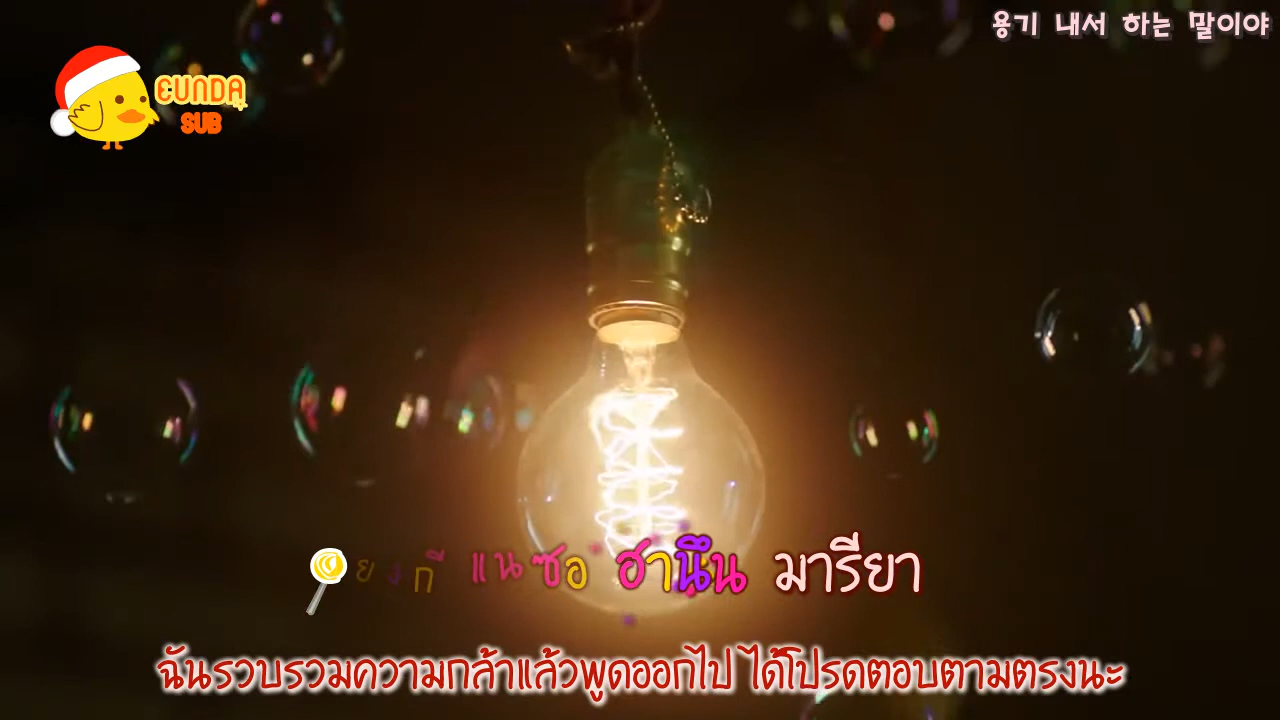 용기 내서 하는 말이야
EUNDA
SUB
ยงกี แนซอ ฮานึน มารียา
ฉันรวบรวมความกล้าแล้วพูดออกไป ได้โปรดตอบตามตรงนะ